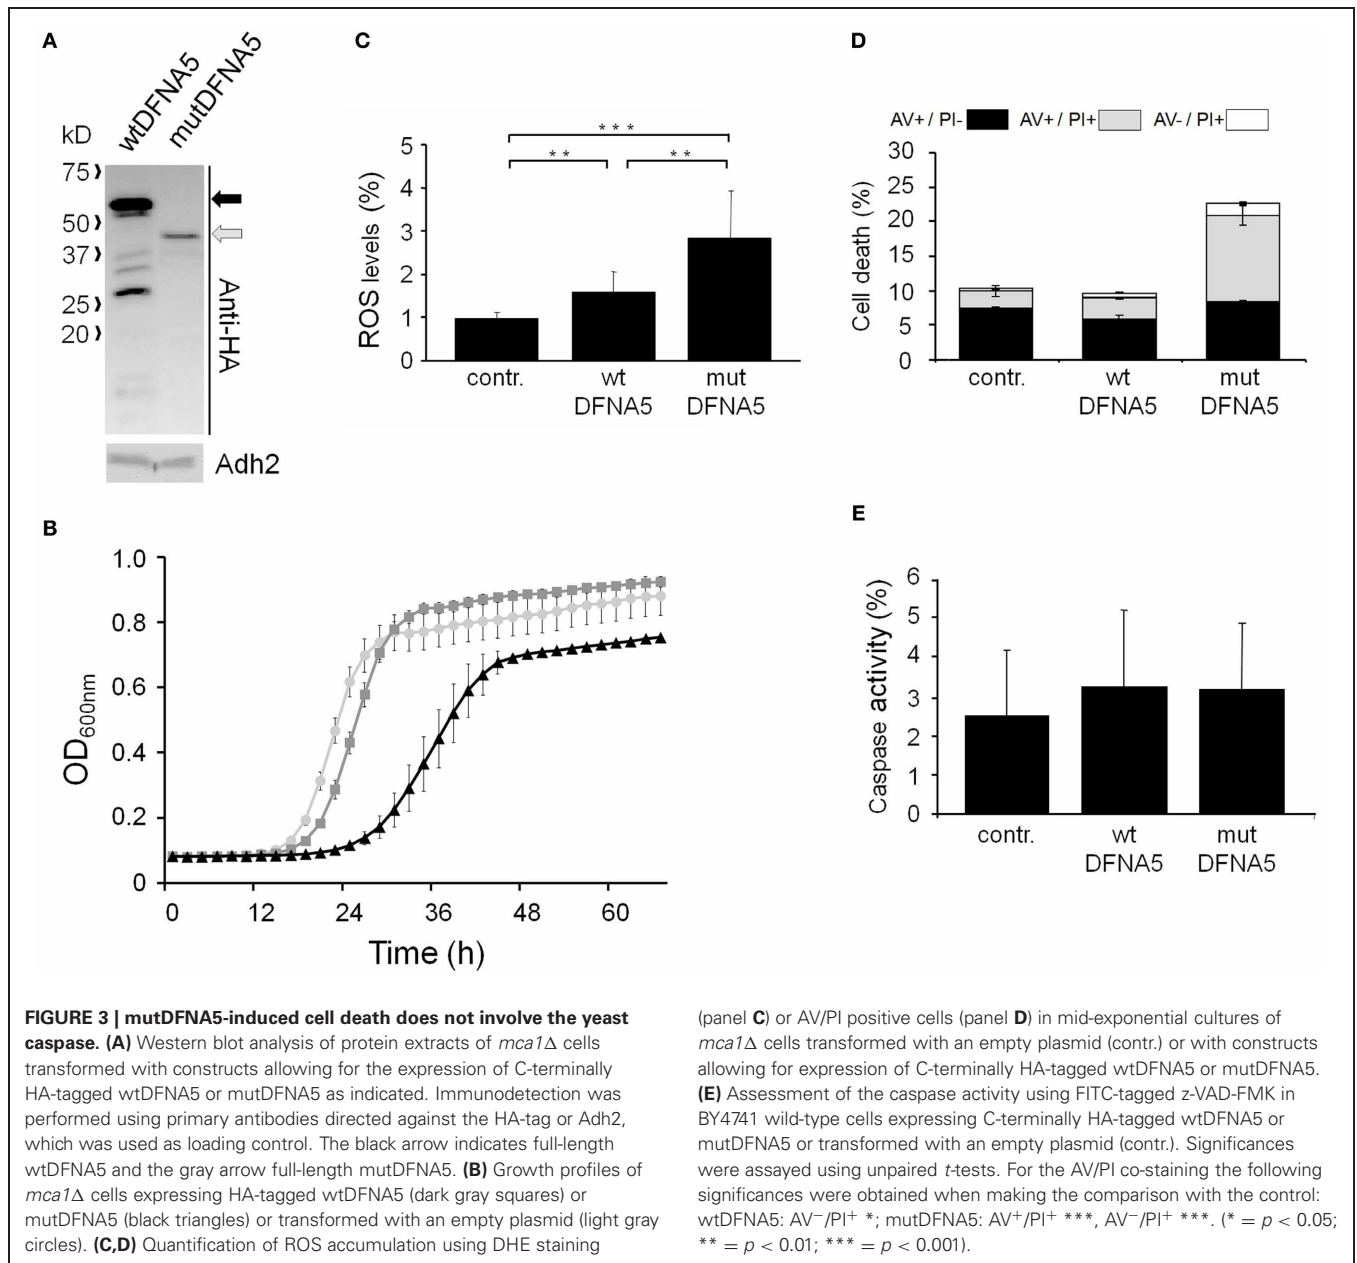 A
wtDFNA5
mutDFNA5
kD
75
50
37
25
20
Anti-HA
Adh2
B
1.0
0.8
0.6
0.4
0.2
0
OD600nm
0 12 24 36 48 60
Time (h)
C
* * *
* *
* *
5
4
3
2
1
0
ROS levels (%)
contr.
wt
DFNA5
mut
DFNA5
D
AV+ / PI-
AV+ / PI+
AV- / PI+
30
25
20
15
10
5
0
Cell death (%)
contr.
wt
DFNA5
mut
DFNA5
E
6
5
4
3
2
1
0
Caspase activity (%)
contr.
wt
DFNA5
mut
DFNA5
FIGURE 3 | mutDFNA5-induced cell death does not involve the yeast
caspase. (A) Western blot analysis of protein extracts of mca1Δ cells
transformed with constructs allowing for the expression of C-terminally
HA-tagged wtDFNA5 or mutDFNA5 as indicated. Immunodetection was
performed using primary antibodies directed against the HA-tag or Adh2,
which was used as loading control. The black arrow indicates full-length
wtDFNA5 and the gray arrow full-length mutDFNA5. (B) Growth profiles of
mca1Δ cells expressing HA-tagged wtDFNA5 (dark gray squares) or
mutDFNA5 (black triangles) or transformed with an empty plasmid (light gray
circles). (C,D) Quantification of ROS accumulation using DHE staining
(panel C) or AV/PI positive cells (panel D) in mid-exponential cultures of
mca1Δ cells transformed with an empty plasmid (contr.) or with constructs
allowing for expression of C-terminally HA-tagged wtDFNA5 or mutDFNA5.
(E) Assessment of the caspase activity using FITC-tagged z-VAD-FMK in
BY4741 wild-type cells expressing C-terminally HA-tagged wtDFNA5 or
mutDFNA5 or transformed with an empty plasmid (contr.). Significances
were assayed using unpaired t-tests. For the AV/PI co-staining the following
significances were obtained when making the comparison with the control:
wtDFNA5: AV−/PI+ *; mutDFNA5: AV+/PI+ ***, AV−/PI+ ***. (* = p < 0.05;
** = p < 0.01; *** = p < 0.001).